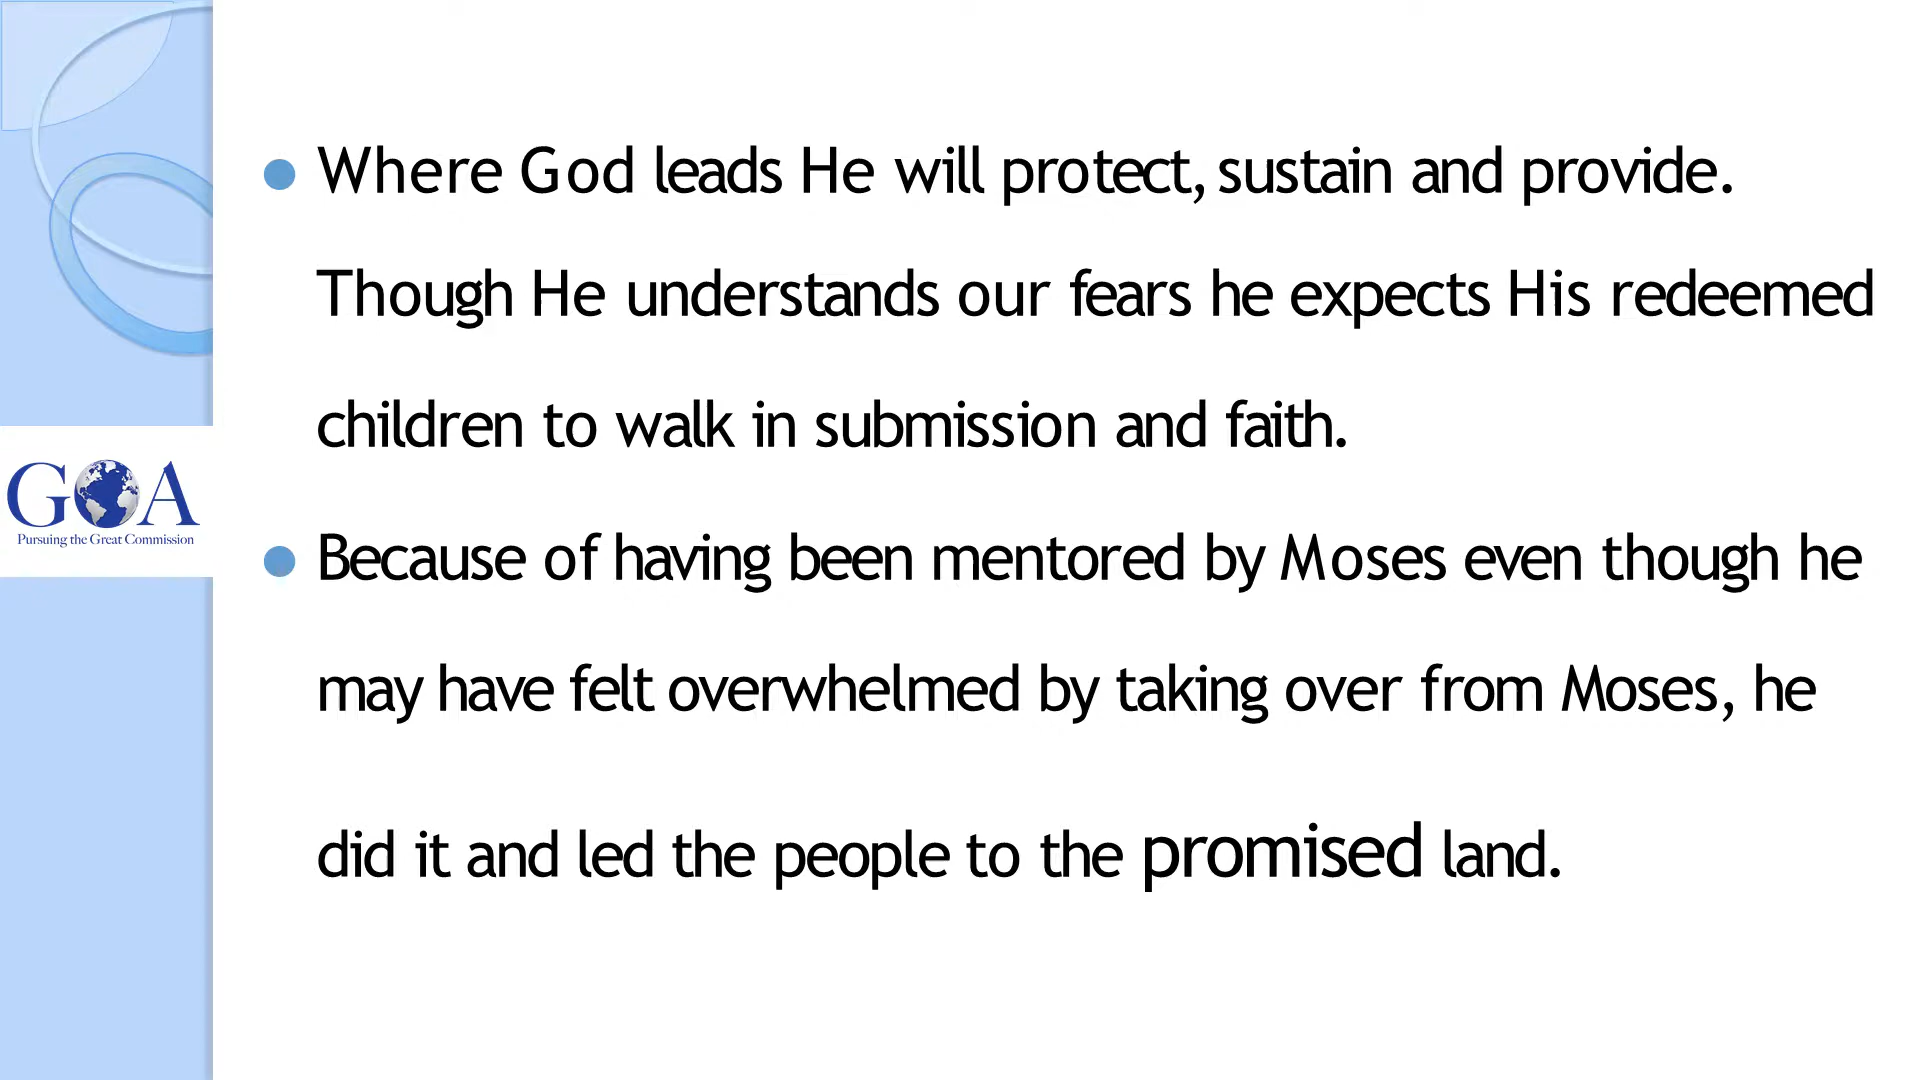 Where God leads He will protect, sustain and provide.
Though He understands our fears he expects His redeemed
children to walk in submission and faith.
GOA
Pursuing the Great Commission
Because of having been mentored by Moses even though he
may have felt overwhelmed by taking over from Moses, he
did it and led the people to the promised land.